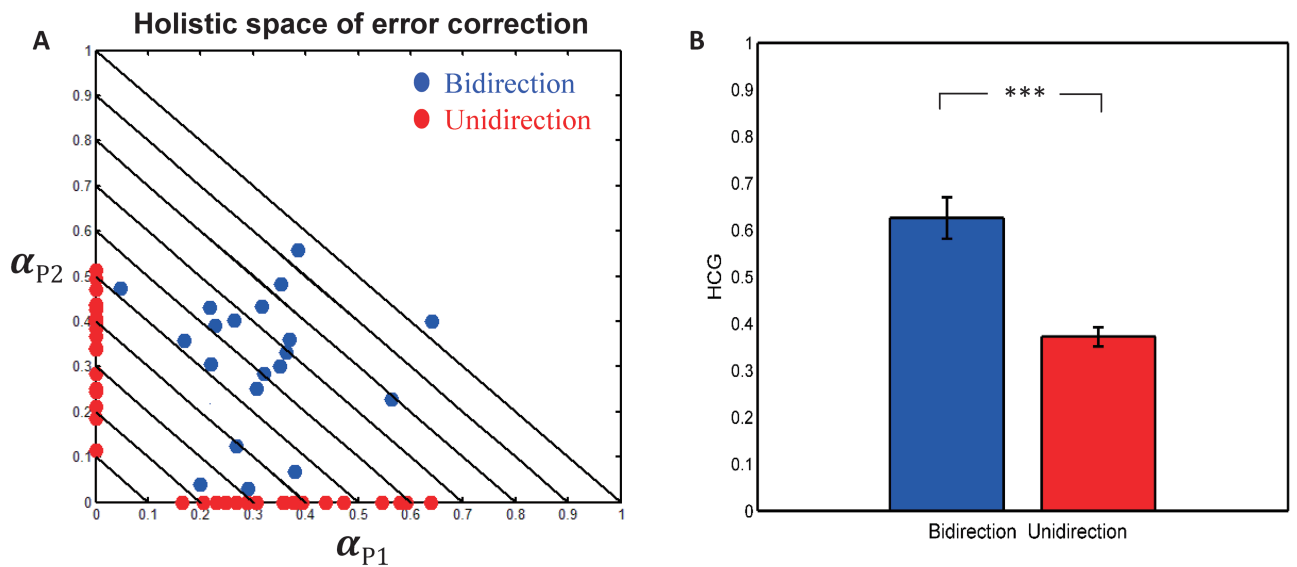 Holistic space of error correction
A
B
1
0.9
0.8
0.7
0.6
0.5
0.4
0.3
0.2
0.1
0
α P2
0 0.1 0.2 0.3 0.4 0.5 0.6 0.7 0.8 0.9 1
α P1
Bidirection
Unidirection
1
0.9
0.8
0.7
0.6
0.5
0.4
0.3
0.2
0.1
0
HCG
***
Bidirection Unidirection